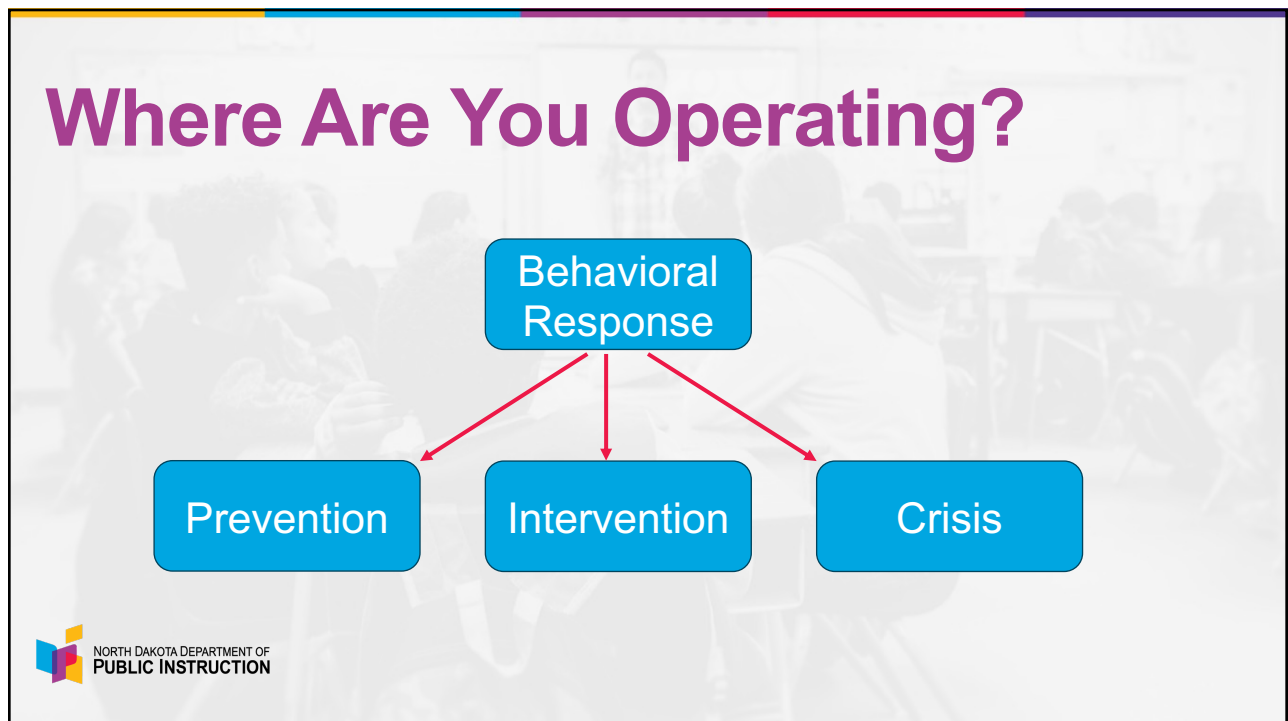 Where Are You Operating?
Behavioral
Response
Prevention
Intervention
Crisis
NORTH DAKOTA DEPARTMENT OF
PUBLIC INSTRUCTION